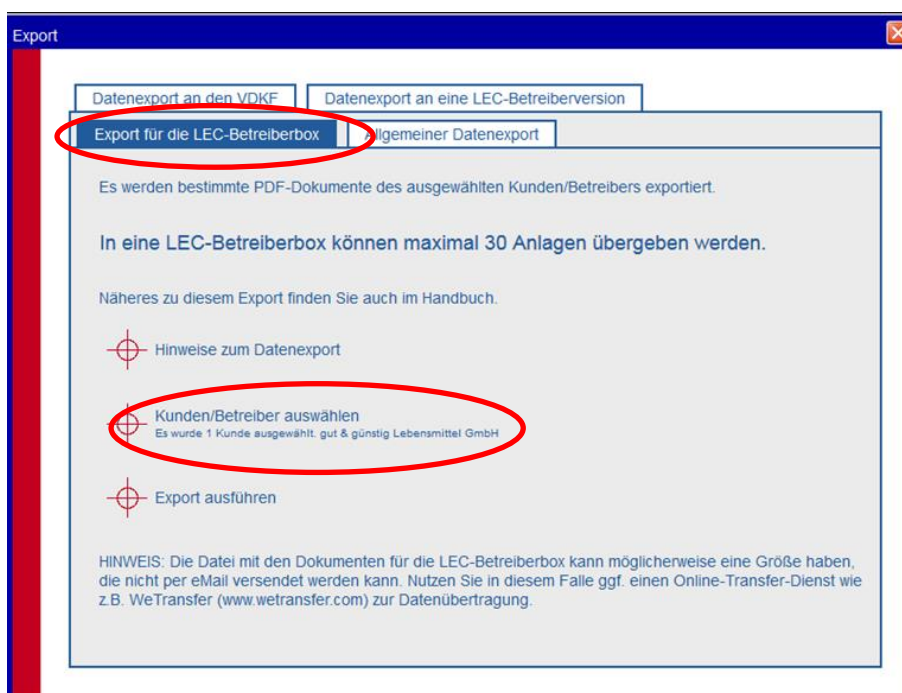 Export
Datenexport an den VDKF
Datenexport an eine LEC-Betreiberversion
Export für die LEC-Betreiberbox
Allgemeiner Datenexport
Es werden bestimmte PDF-Dokumente des ausgewählten Kunden/Betreibers exportiert.
In eine LEC-Betreiberbox können maximal 30 Anlagen übergeben werden.
Näheres zu diesem Export finden Sie auch im Handbuch.
Hinweise zum Datenexport
Kunden/Betreiber auswählen
Es wurde 1 Kunde ausgewählt. gut & günstig Lebensmittel GmbH
Export ausführen
HINWEIS: Die Datei mit den Dokumenten für die LEC-Betreiberbox kann möglicherweise eine Größe haben,
die nicht per eMail versendet werden kann. Nutzen Sie in diesem Falle ggf. einen Online-Transfer-Dienst wie
z.B. WeTransfer (www.wetransfer.com) zur Datenübertragung.